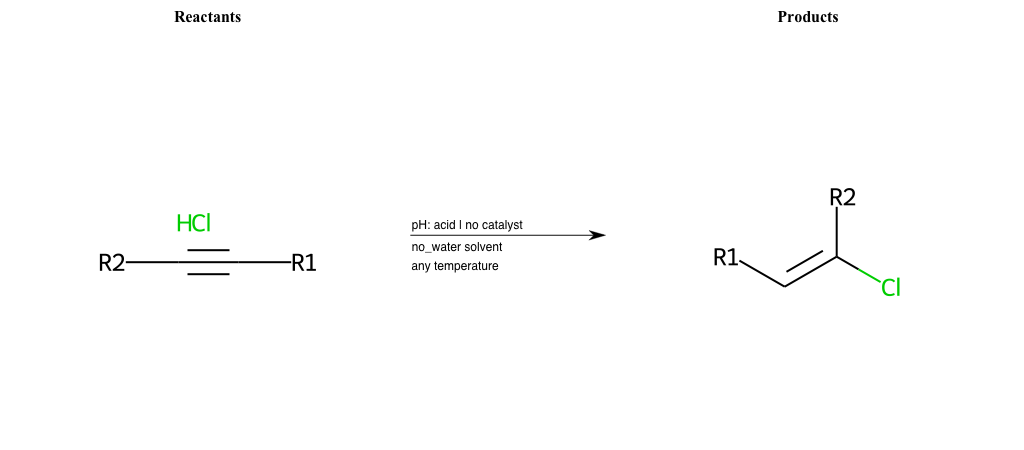 Reactants
Products
HCl
R2
R1
pH: acid | no catalyst
no_water solvent
any temperature
R2
R1
Cl